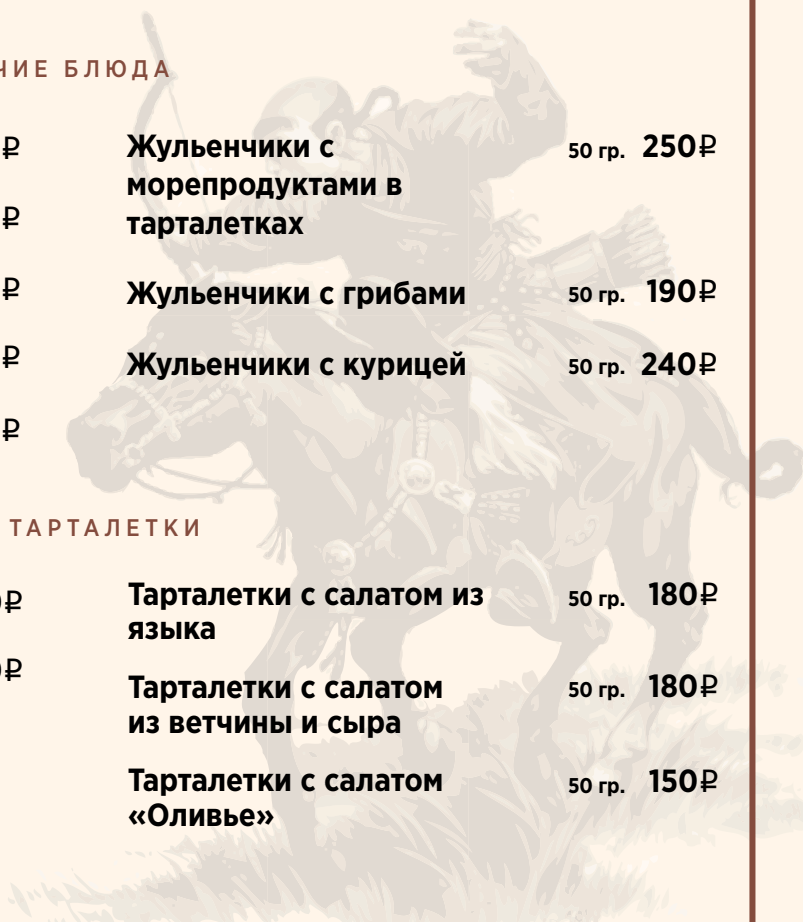 БЛЮДА
₽
Жульенчики с
морепродуктами в
тарталетках
50 гр. 250₽
₽
₽
Жульенчики с грибами
50 гр. 190₽
₽
Жульенчики с курицей
50 гр. 240₽
₽
ТАРТАЛЕТКИ
₽
Тарталетки с салатом из
языка
50 гр. 180₽
₽
Тарталетки с салатом
из ветчины и сыра
50 гр. 180₽
Тарталетки с салатом
«Оливье»
50 гр. 150₽